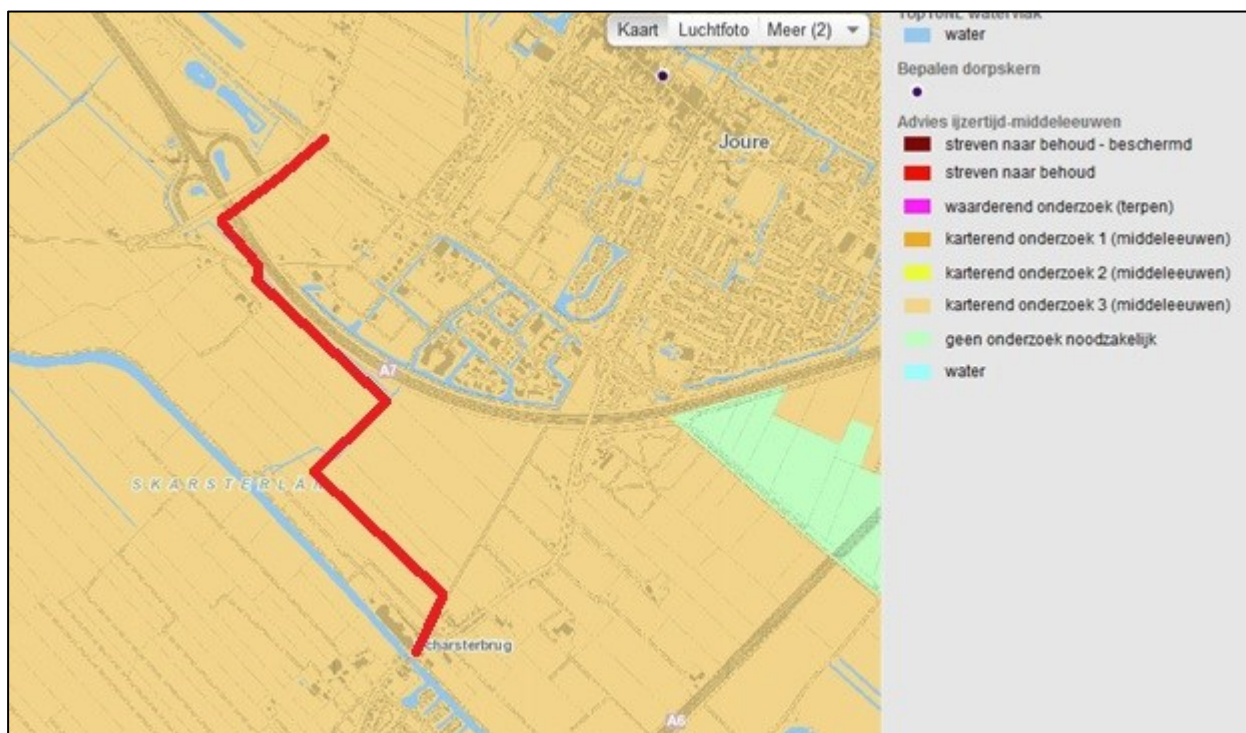 Kaart Luchtfoto Meer (2)
Joure
A7
SKARSTERLÂN
charsterbrug
A6
water
Bepalen dorpskern
Advies ijzertijd-middeleeuwen
streven naar behoud - beschermd
streven naar behoud
waarderend onderzoek (terpen)
karterend onderzoek 1 (middeleeuwen)
karterend onderzoek 2 (middeleeuwen)
karterend onderzoek 3 (middeleeuwen)
geen onderzoek noodzakelijk
water